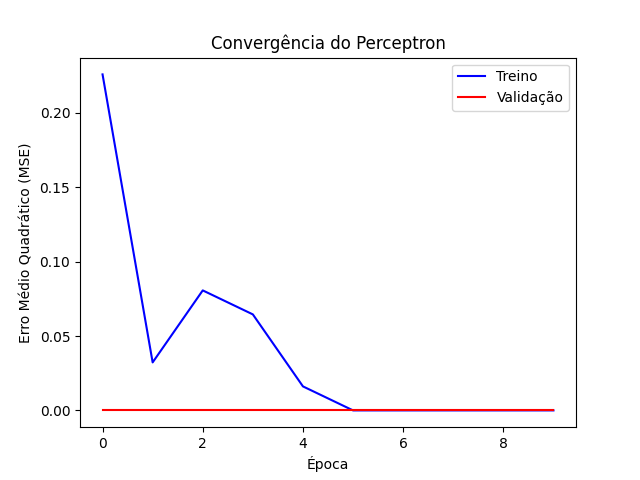 Convergência do Perceptron
Treino
Validação
Erro Médio Quadrático (MSE)
0.20
0.15
0.10
0.05
0.00
0 2 4 6 8
Época